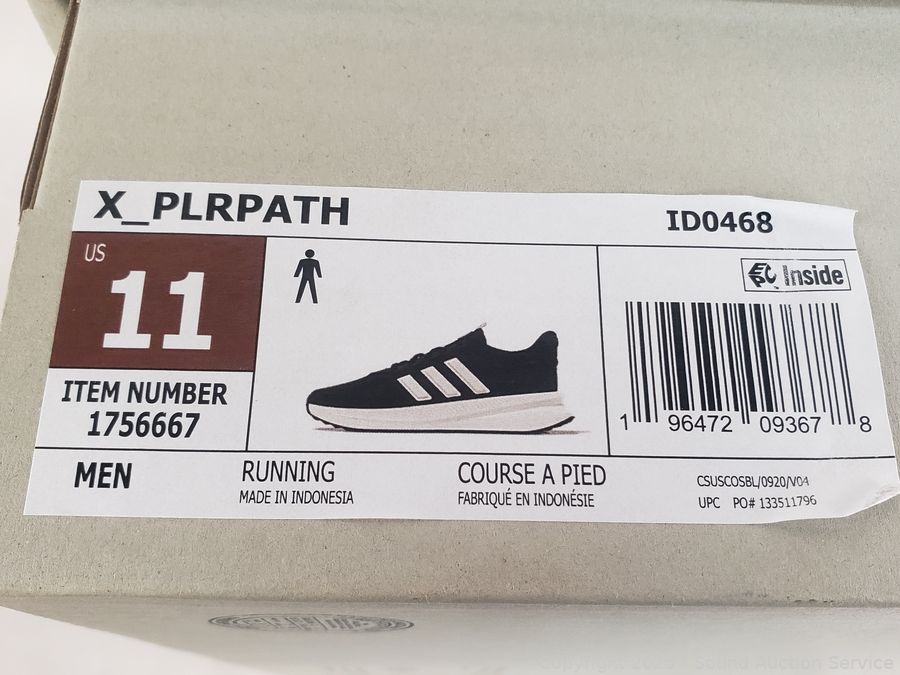 X_PLRPATH
ID0468
US
11
EPC Inside
ITEM NUMBER
1756667
1 96472 09367 8
MEN
RUNNING
MADE IN INDONESIA
COURSE A PIED
FABRIQUÉ EN INDONÉSIE
CSUSCOSBL/0920/V04
UPC PO# 133511796
Sound Auction Service